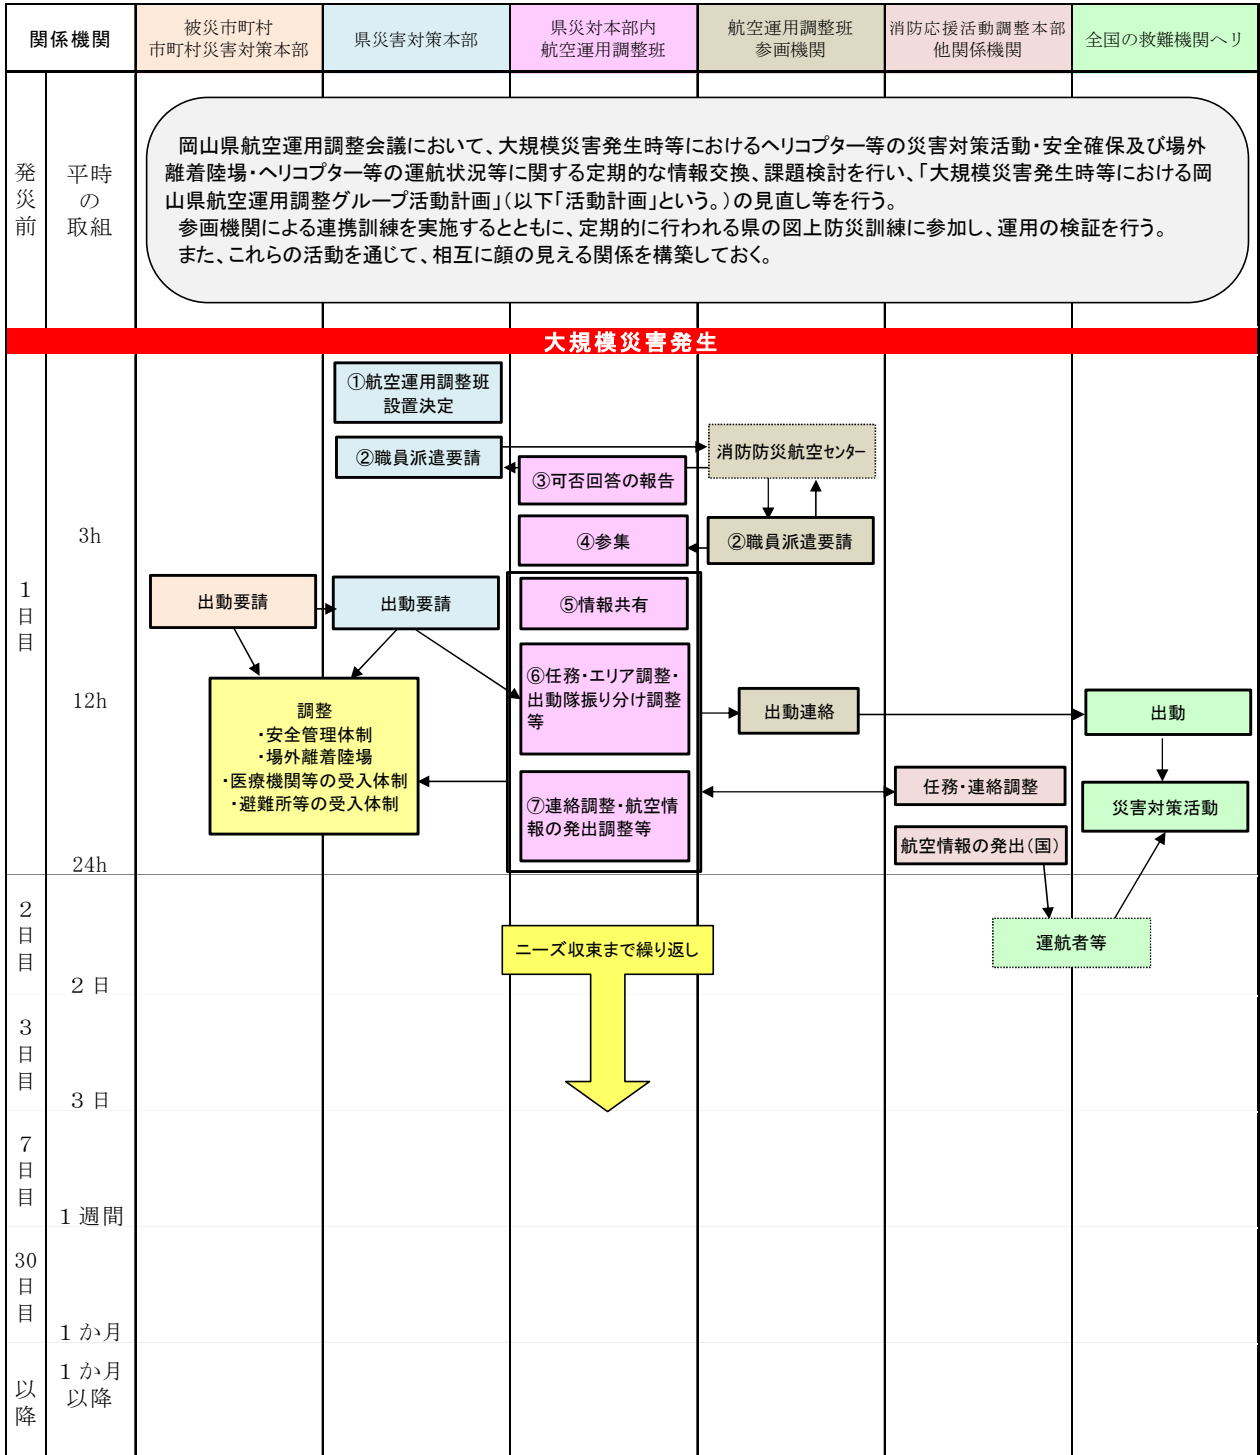 関係機関
被災市町村
市町村災害対策本部
県災害対策本部
県災対本部内
航空運用調整班
航空運用調整班
参画機関
消防応援活動調整本部
他関係機関
全国の救難機関ヘリ
発災前
平時
の
取組
岡山県航空運用調整会議において、大規模災害発生時等におけるヘリコプター等の災害対策活動・安全確保及び場外
離着陸場・ヘリコプター等の運航状況等に関する定期的な情報交換、課題検討を行い、「大規模災害発生時等における岡
山県航空運用調整グループ活動計画」(以下「活動計画」という。)の見直し等を行う。
参画機関による連携訓練を実施するとともに、定期的に行われる県の図上防災訓練に参加し、運用の検証を行う。
また、これらの活動を通じて、相互に顔の見える関係を構築しておく。
大規模災害発生
1日目
3h
12h
24h
①航空運用調整班
設置決定
②職員派遣要請
消防防災航空センター
③可否回答の報告
④参集
②職員派遣要請
出動要請
出動要請
⑤情報共有
⑥任務・エリア調整・
出動隊振り分け調整
等
出動連絡
出動
調整
・安全管理体制
・場外離着陸場
・医療機関等の受入体制
・避難所等の受入体制
⑦連絡調整・航空情
報の発出調整等
任務・連絡調整
災害対策活動
航空情報の発出(国)
2日目
2日
ニーズ収束まで繰り返し
運航者等
3日目
3日
7日目
1週間
30日目
1か月
以降
1か月
以降